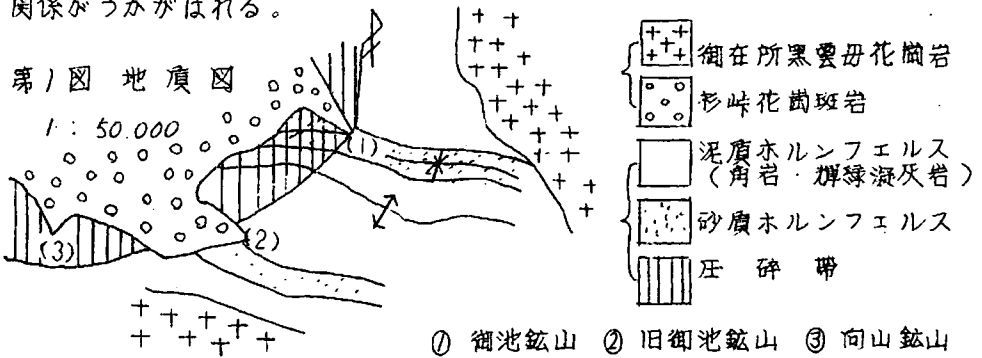 関係がうかがはれる。
第1図 地質図
1:50.000
(1)
(2)
(3)
御在所黒雲母花崗岩
杉峠花崗斑岩
泥質ホルンフェルス
(角岩・輝緑凝灰岩)
砂質ホルンフェルス
圧砕帯
① 御池鉱山 ② 旧御池鉱山 ③ 向山鉱山